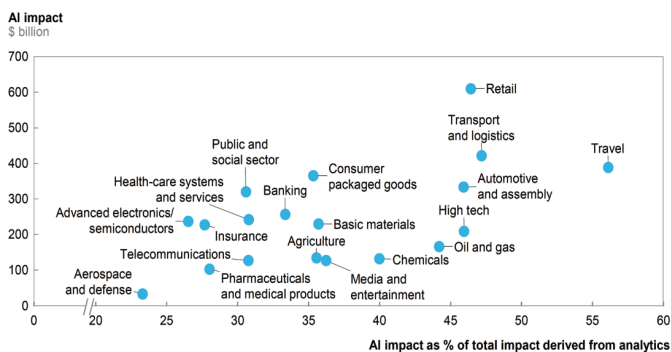 AI impact
$ billion
700
600
500
400
300
200
100
0
Retail
Transport
and logistics
Travel
Public and
social sector
Consumer
packaged goods
Automotive
and assembly
Health-care systems
and services
Banking
High tech
Advanced electronics/
semiconductors
Insurance
Basic materials
Agriculture
Oil and gas
Telecommunications
Chemicals
Aerospace
and defense
Pharmaceuticals
and medical products
Media and
entertainment
0 20 25 30 35 40 45 50 55 60
AI impact as % of total impact derived from analytics